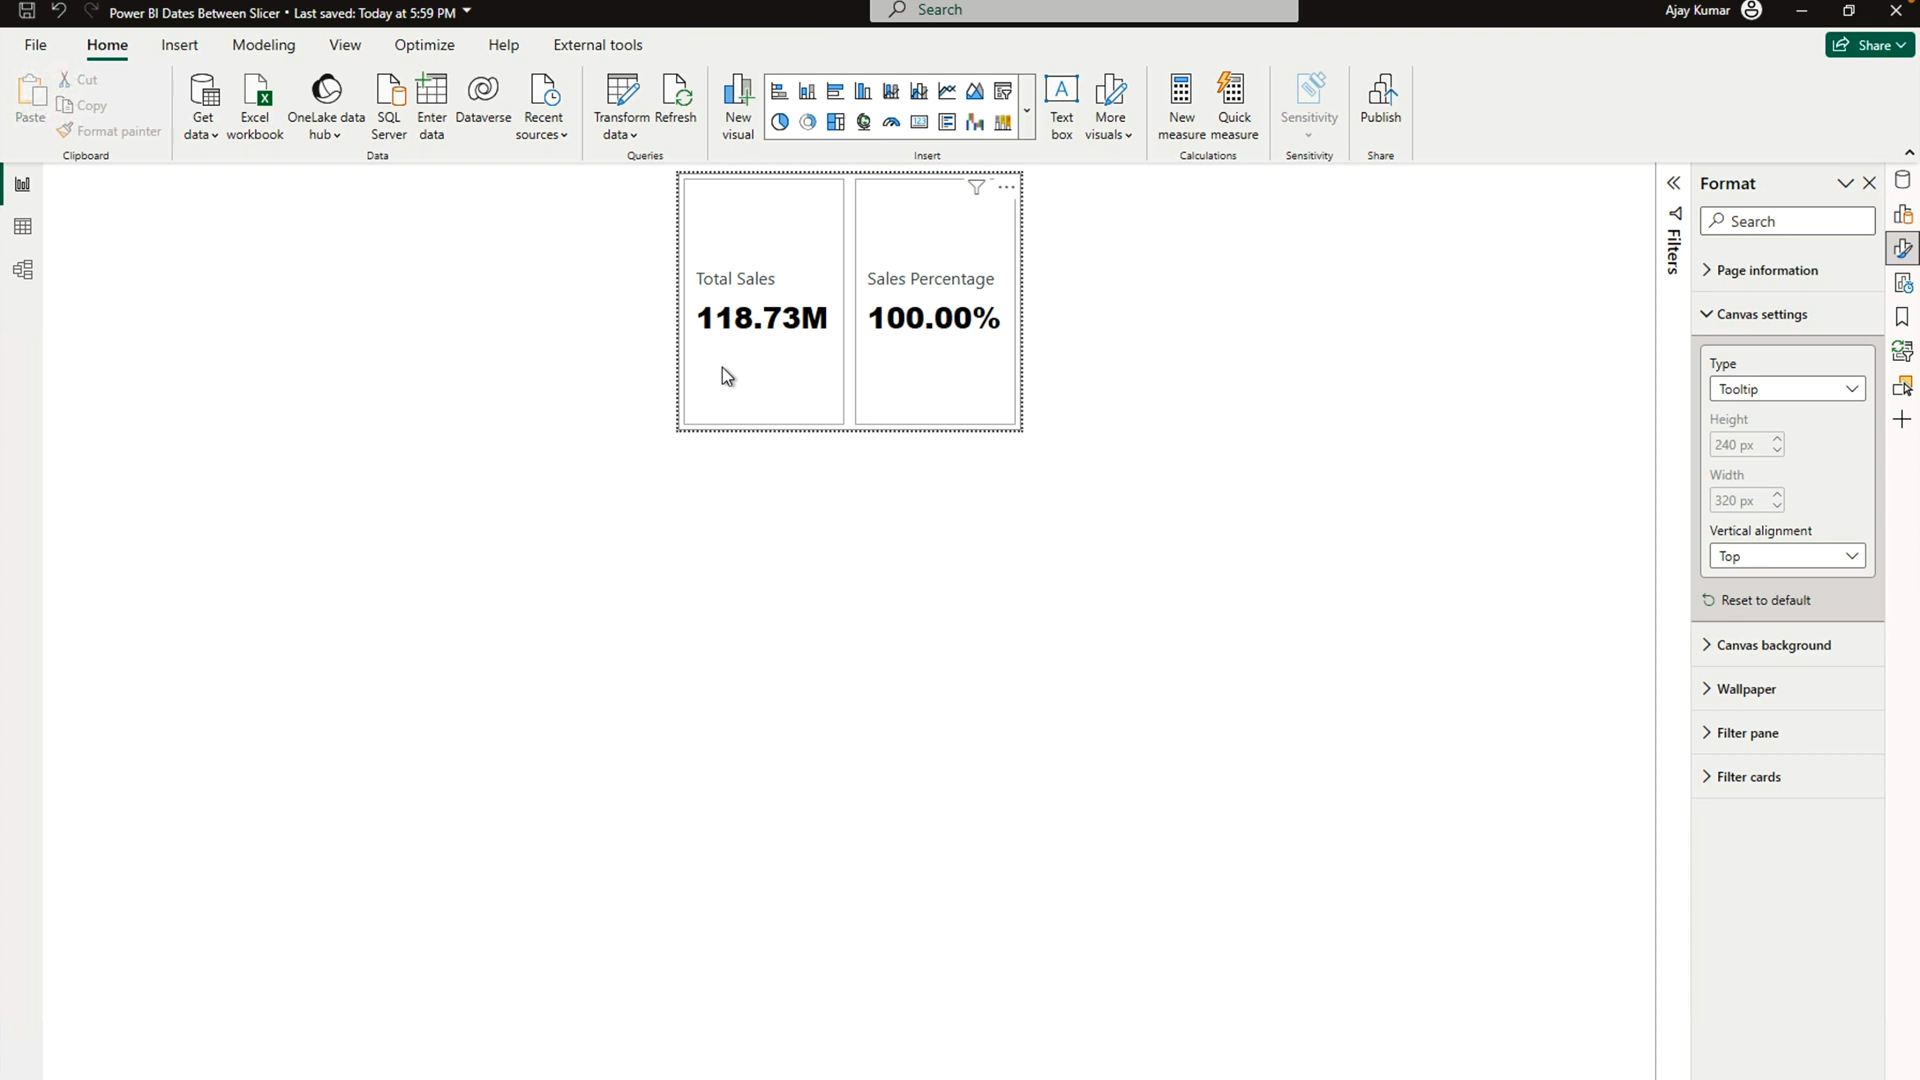 Power BI Dates Between Slicer • Last saved: Today at 5:59 PM
Search
Ajay Kumar
File Home Insert Modeling View Optimize Help External tools
Share
Paste
Cut
Copy
Format painter
Clipboard
Get data
Excel workbook
OneLake data hub
SQL Server
Enter data
Dataverse
Recent sources
Data
Transform data
Refresh
Queries
New visual
Insert
A
Text box
More visuals
New measure
Quick measure
Calculations
Sensitivity
Sensitivity
Publish
Share
Total Sales
118.73M
Sales Percentage
100.00%
Filters
Format
Search
Page information
Canvas settings
Type
Tooltip
Height
240 px
Width
320 px
Vertical alignment
Top
Reset to default
Canvas background
Wallpaper
Filter pane
Filter cards